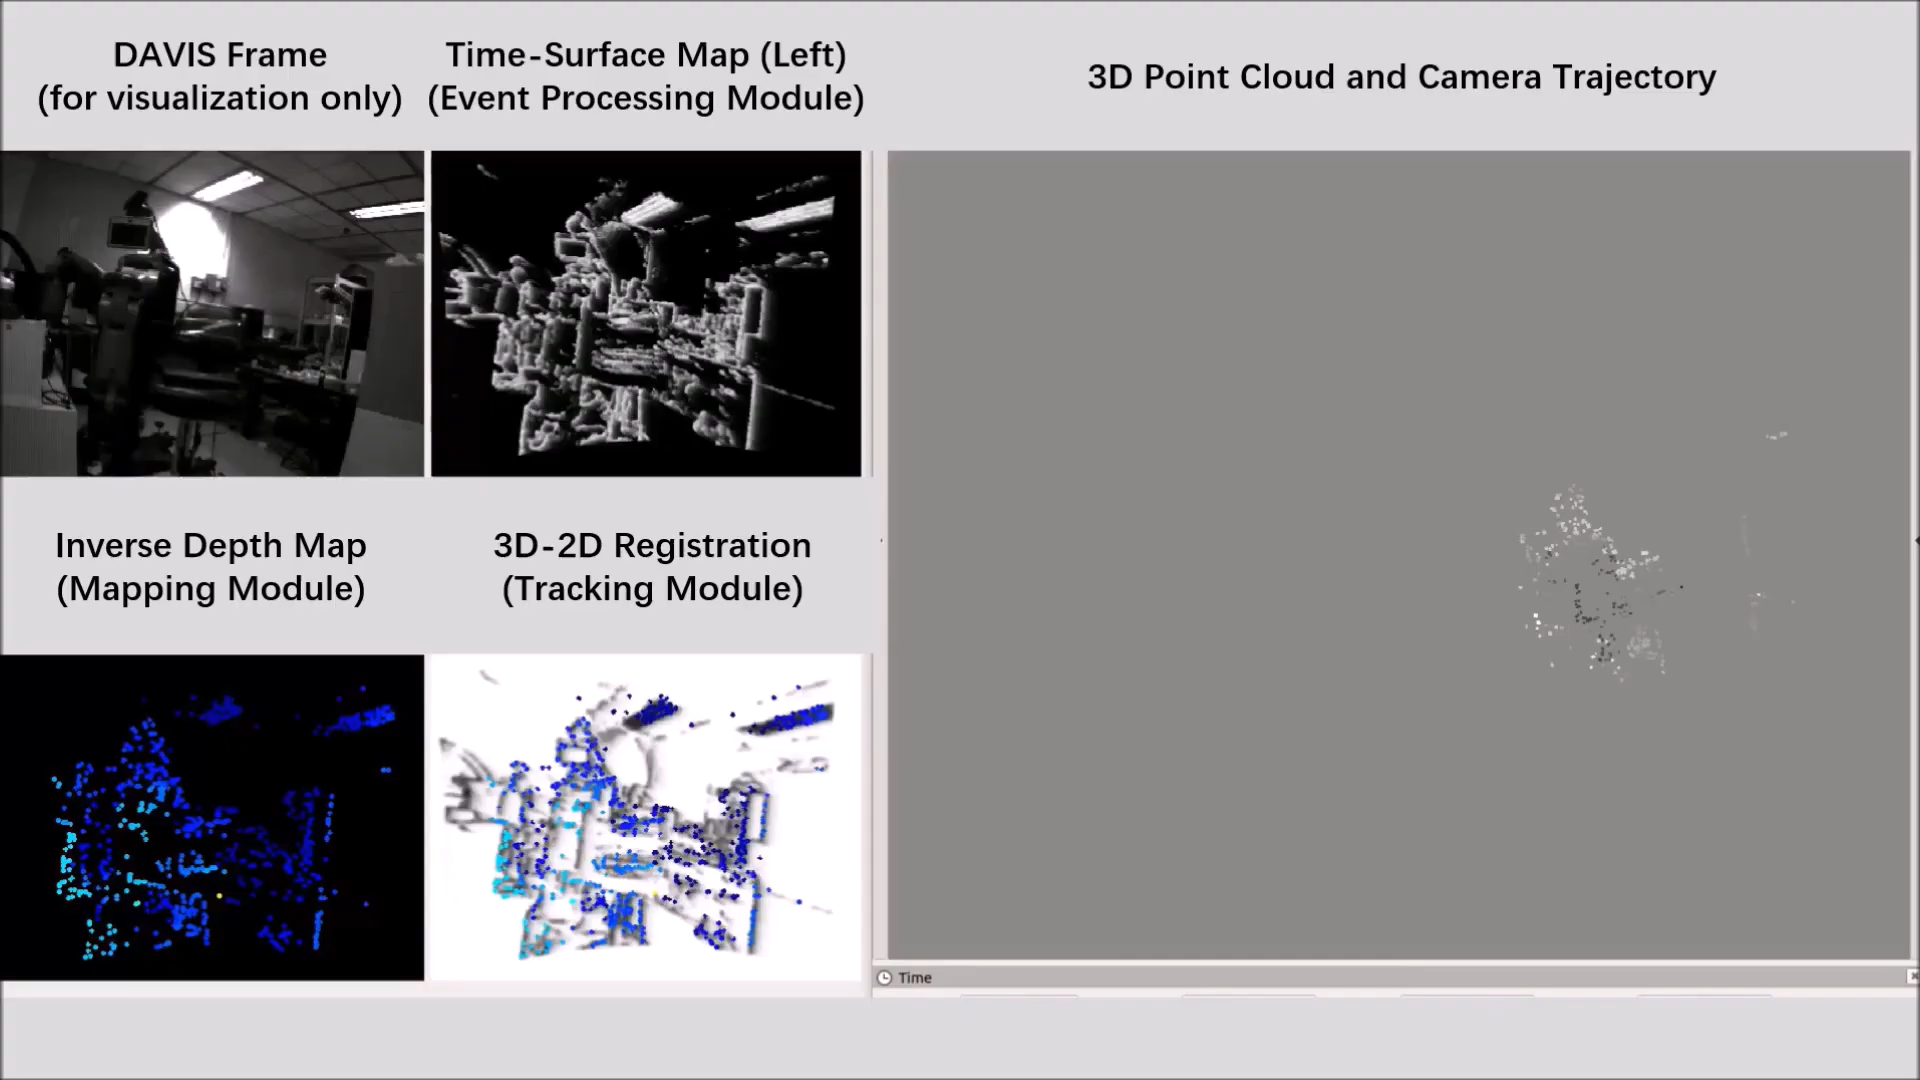 DAVIS Frame
(for visualization only)
Time-Surface Map (Left)
(Event Processing Module)
3D Point Cloud and Camera Trajectory
Inverse Depth Map
(Mapping Module)
3D-2D Registration
(Tracking Module)
Time